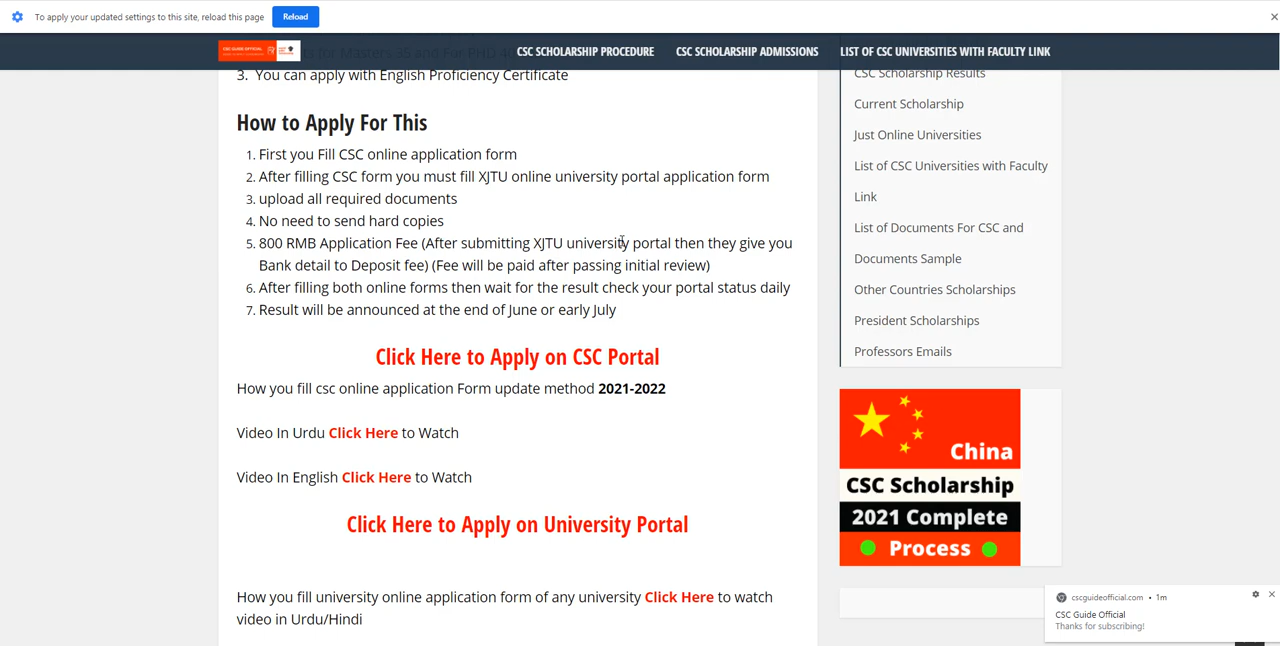 To apply your updated settings to this site, reload this page
Reload
CSC GUIDE OFFICIAL
CSC SCHOLARSHIP PROCEDURE
CSC SCHOLARSHIP ADMISSIONS
LIST OF CSC UNIVERSITIES WITH FACULTY LINK
3. You can apply with English Proficiency Certificate
How to Apply For This
1. First you Fill CSC online application form
2. After filling CSC form you must fill XJTU online university portal application form
3. upload all required documents
4. No need to send hard copies
5. 800 RMB Application Fee (After submitting XJTU university portal then they give you
Bank detail to Deposit fee) (Fee will be paid after passing initial review)
6. After filling both online forms then wait for the result check your portal status daily
7. Result will be announced at the end of June or early July
Click Here to Apply on CSC Portal
How you fill csc online application Form update method 2021-2022
Video In Urdu Click Here to Watch
Video In English Click Here to Watch
Click Here to Apply on University Portal
How you fill university online application form of any university Click Here to watch
video in Urdu/Hindi
CSC Scholarship Results
Current Scholarship
Just Online Universities
List of CSC Universities with Faculty
Link
List of Documents For CSC and
Documents Sample
Other Countries Scholarships
President Scholarships
Professors Emails
China
CSC Scholarship
2021 Complete
Process
cscguideofficial.com • 1m
CSC Guide Official
Thanks for subscribing!